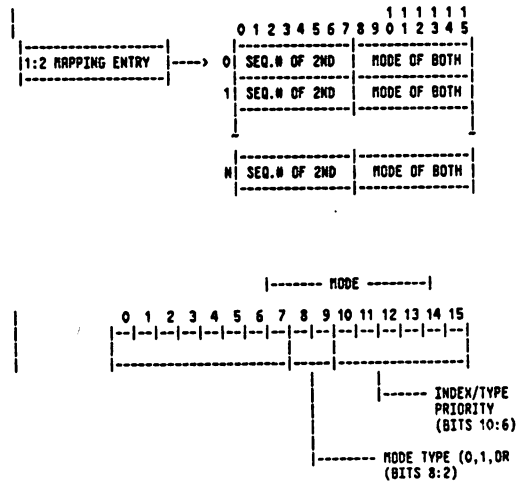 1 1 1 1 1 1
0 1 2 3 4 5 6 7 8 9 0 1 2 3 4 5
1:2 MAPPING ENTRY ----> 0 SEQ.# OF 2ND MODE OF BOTH
1 SEQ.# OF 2ND MODE OF BOTH
N SEQ.# OF 2ND MODE OF BOTH
|------- MODE -------|
0 1 2 3 4 5 6 7 8 9 10 11 12 13 14 15
INDEX/TYPE
PRIORITY
(BITS 10:6)
MODE TYPE (0,1,OR
(BITS 8:2)